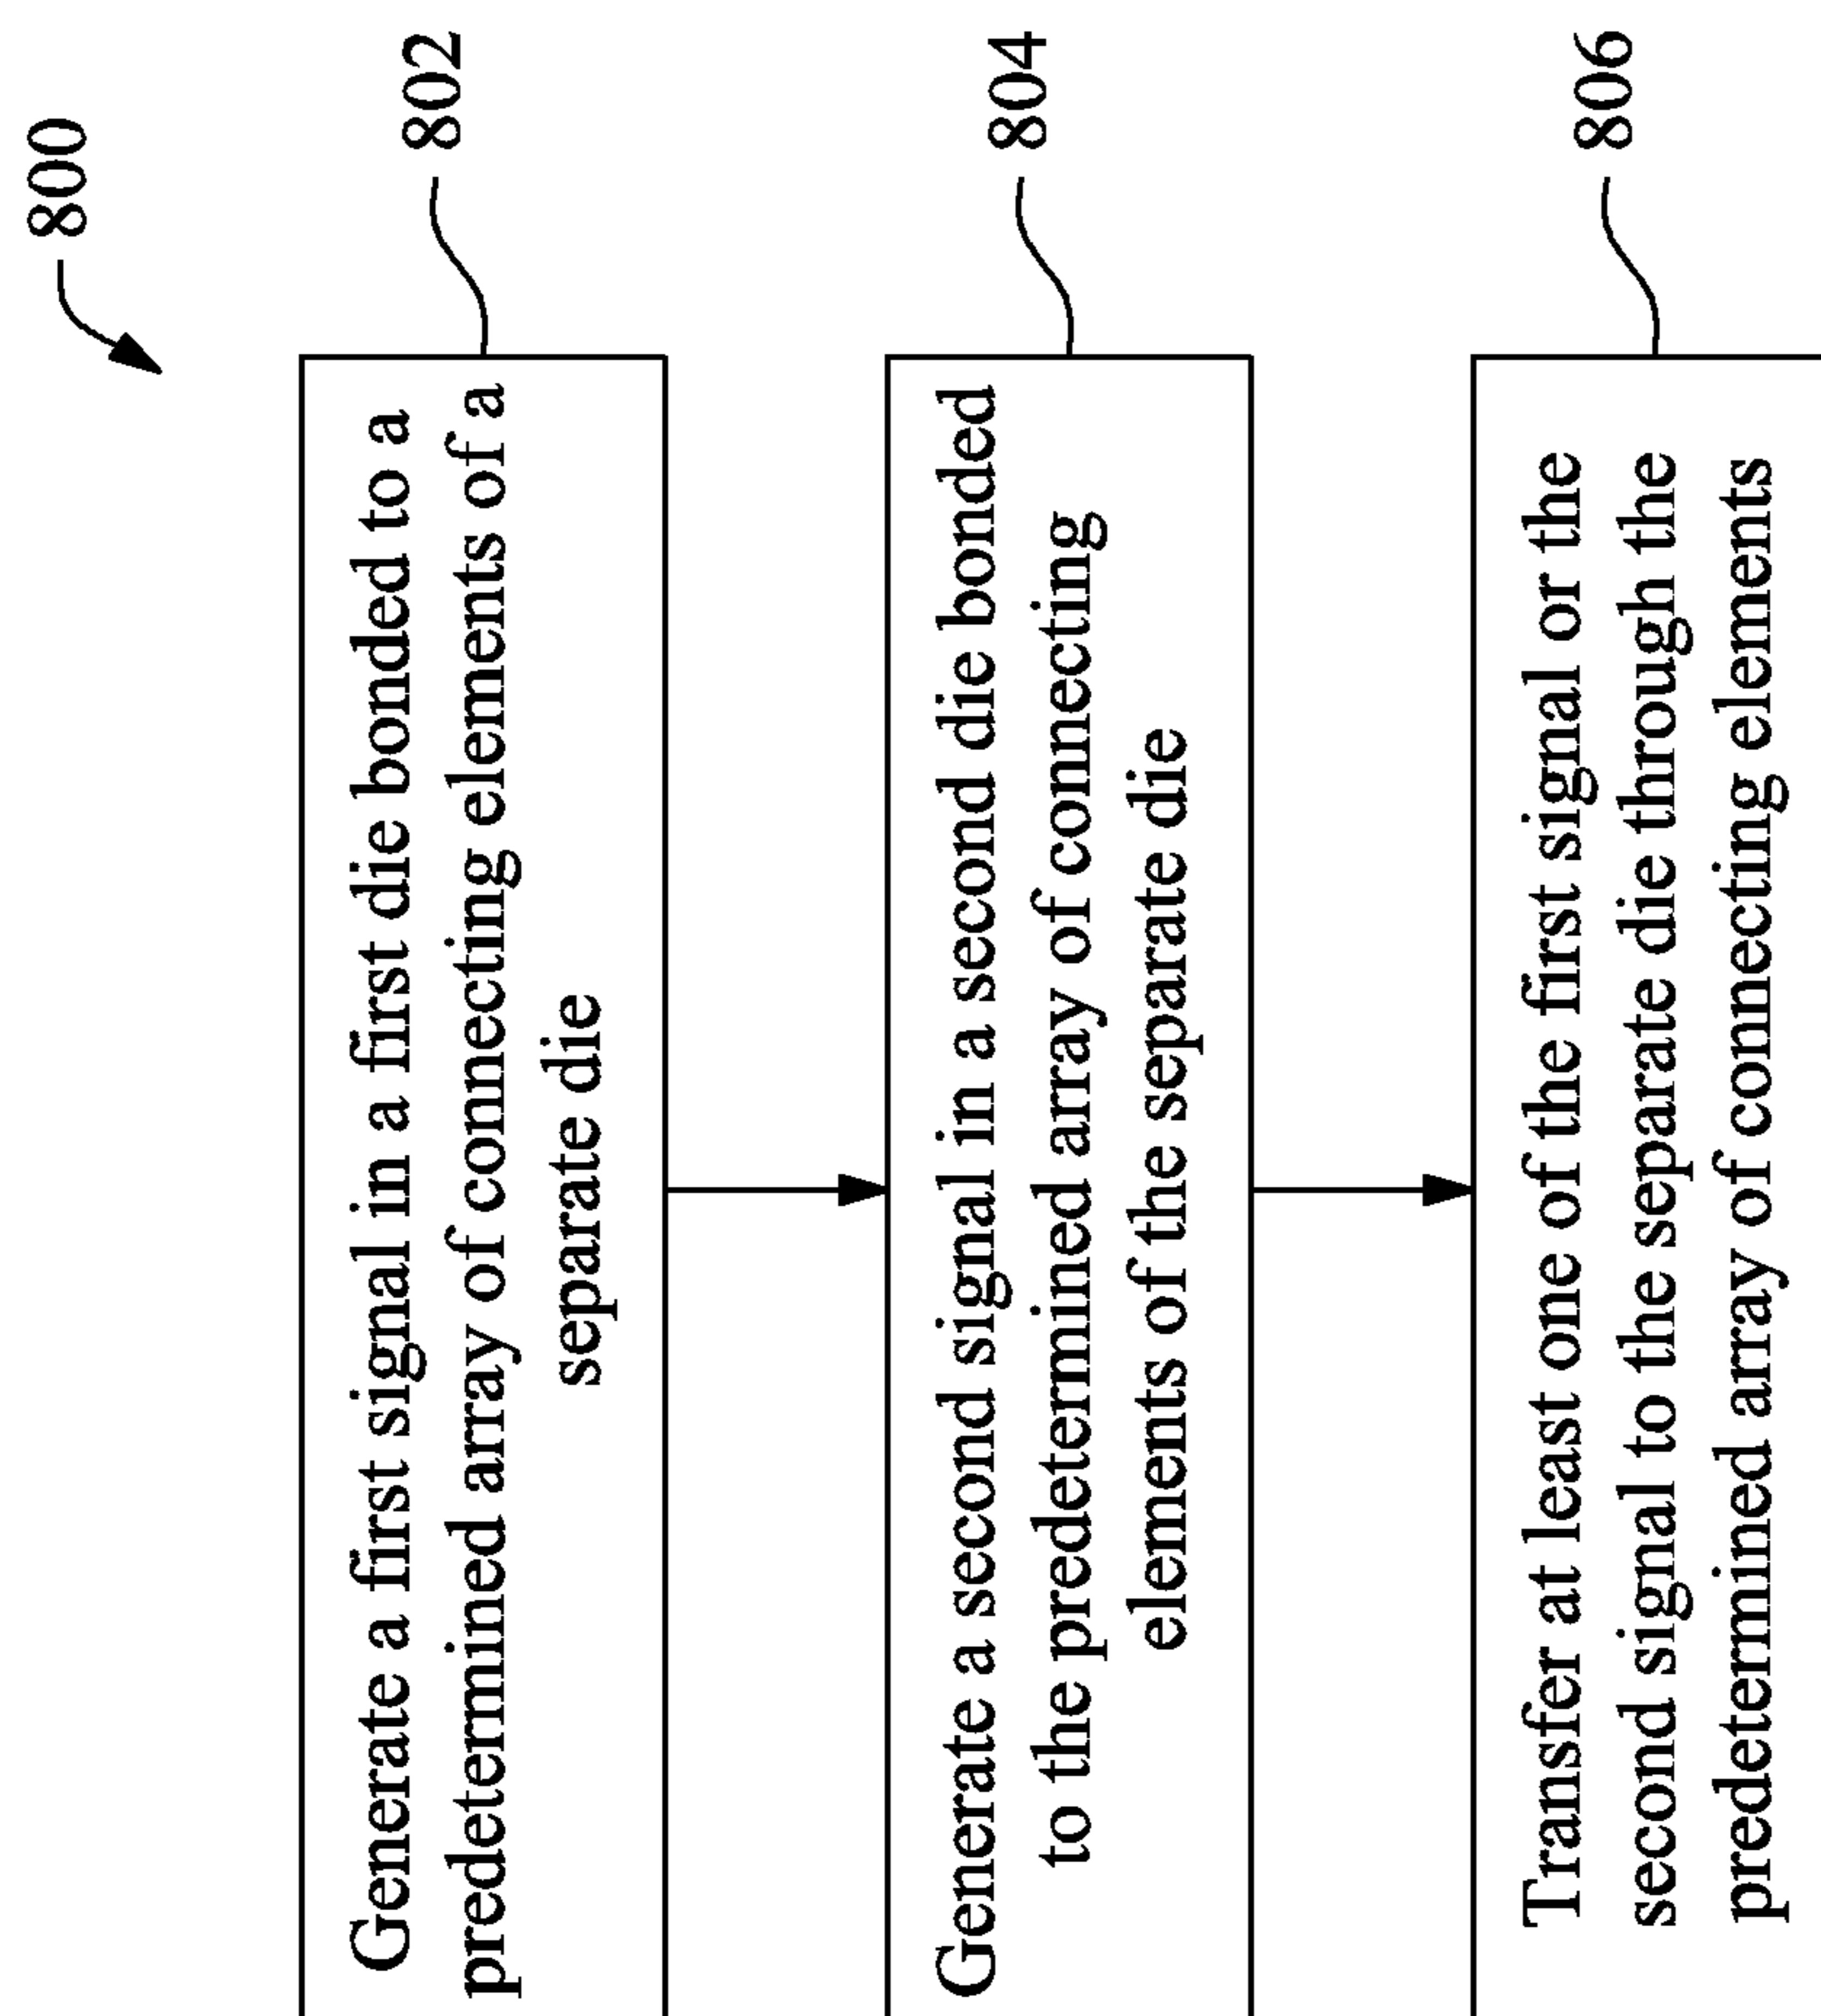 800
Generate a first signal in a first die bonded to a
predetermined array of connecting elements of a
separate die
802
Generate a second signal in a second die bonded
to the predetermined array of connecting
elements of the separate die
804
Transfer at least one of the first signal or the
second signal to the separate die through the
predetermined array of connecting elements
806